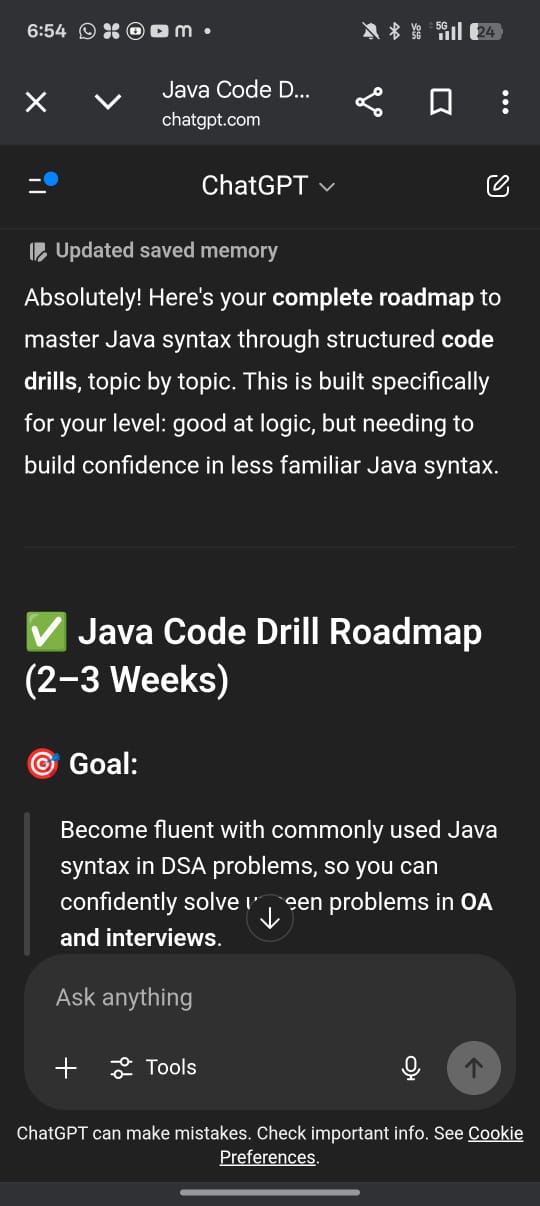 6:54
Vo
5G
5G
24
Java Code D...
chatgpt.com
ChatGPT
Updated saved memory
Absolutely! Here's your complete roadmap to
master Java syntax through structured code
drills, topic by topic. This is built specifically
for your level: good at logic, but needing to
build confidence in less familiar Java syntax.
✅ Java Code Drill Roadmap
(2–3 Weeks)
🎯 Goal:
Become fluent with commonly used Java
syntax in DSA problems, so you can
confidently solve problems in OA
and interviews.
Ask anything
Tools
ChatGPT can make mistakes. Check important info. See Cookie
Preferences.